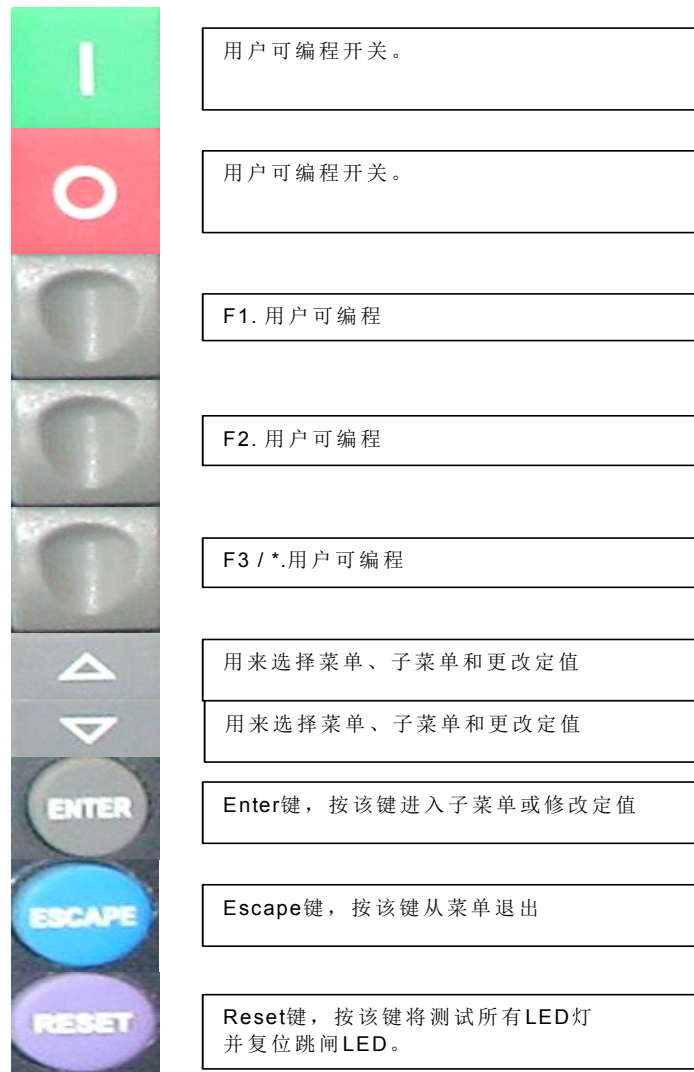 I
用户可编程开关。
O
用户可编程开关。
F1. 用户可编程
F2. 用户可编程
F3 / *.用户可编程
用来选择菜单、子菜单和更改定值
用来选择菜单、子菜单和更改定值
ENTER
Enter键，按该键进入子菜单或修改定值
ESCAPE
Escape键，按该键从菜单退出
RESET
Reset键，按该键将测试所有LED灯
并复位跳闸LED。